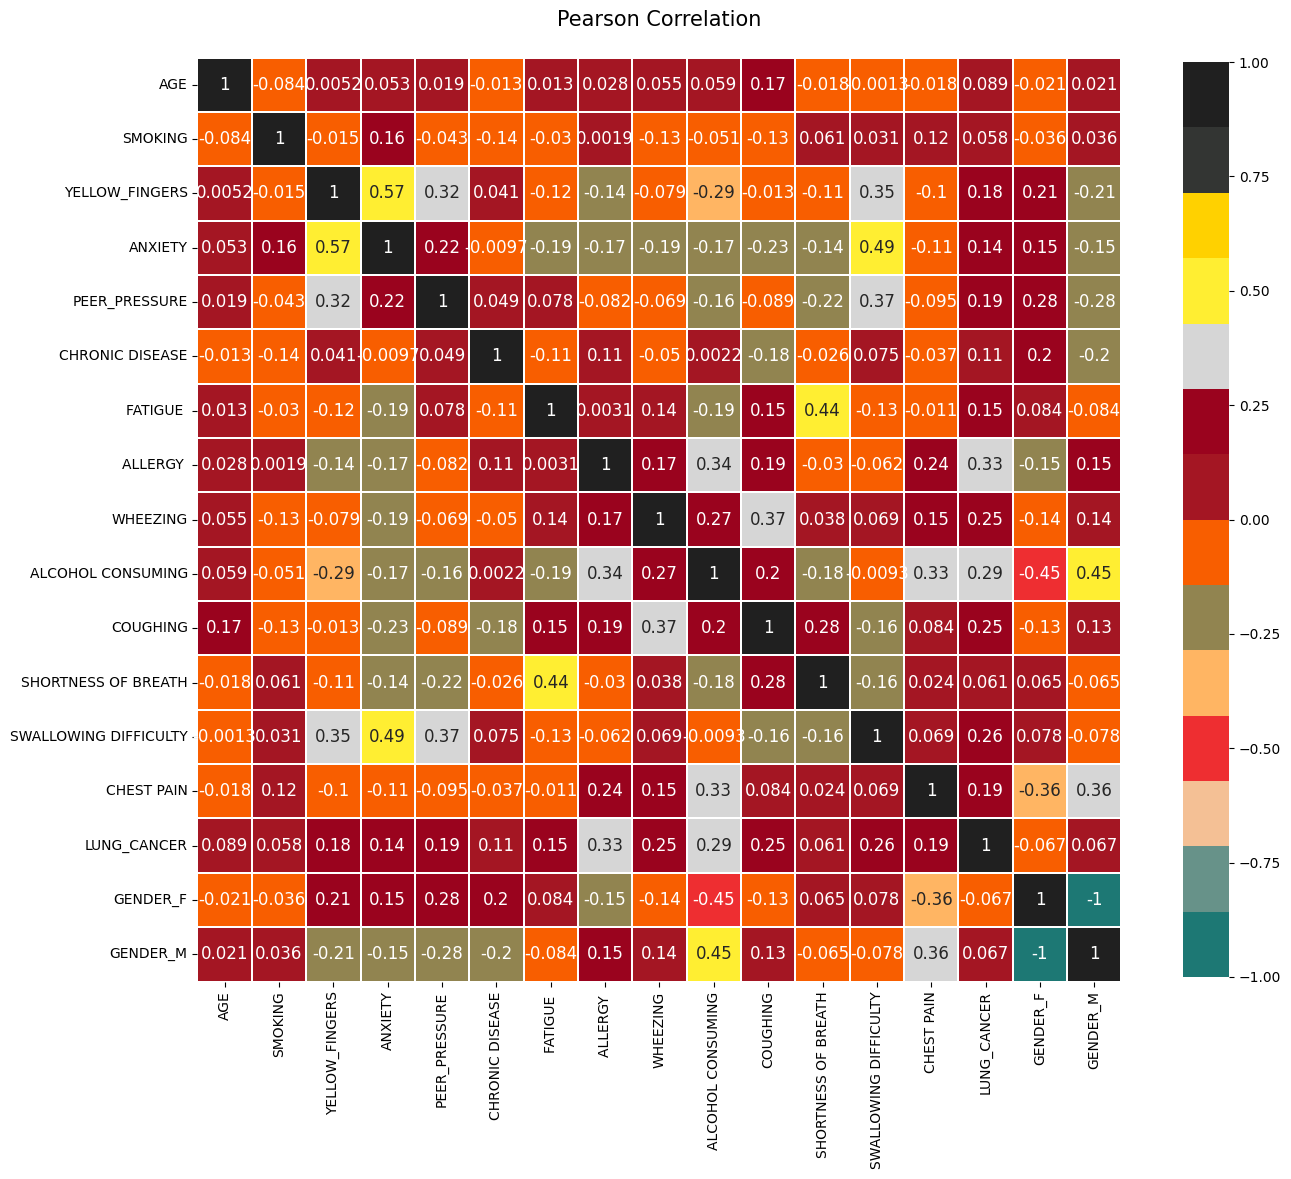 Pearson Correlation
AGE 1 -0.084 0.0052 0.053 0.019 -0.013 0.013 0.028 0.055 0.059 0.17 -0.018 -0.0013 -0.018 0.089 -0.021 0.021
SMOKING -0.084 1 -0.015 0.16 -0.043 -0.14 -0.03 0.0019 -0.13 -0.051 -0.13 0.061 0.031 0.12 0.058 -0.036 0.036
YELLOW_FINGERS 0.0052 -0.015 1 0.57 0.32 0.041 -0.12 -0.14 -0.079 -0.29 -0.013 -0.11 0.35 -0.1 0.18 0.21 -0.21
ANXIETY 0.053 0.16 0.57 1 0.22 -0.0097 -0.19 -0.17 -0.19 -0.17 -0.23 -0.14 0.49 -0.11 0.14 0.15 -0.15
PEER_PRESSURE 0.019 -0.043 0.32 0.22 1 0.049 0.078 -0.082 -0.069 -0.16 -0.089 -0.22 0.37 -0.095 0.19 0.28 -0.28
CHRONIC DISEASE -0.013 -0.14 0.041 -0.0097 0.049 1 -0.11 0.11 -0.05 0.0022 -0.18 -0.026 0.075 -0.037 0.11 0.2 -0.2
FATIGUE 0.013 -0.03 -0.12 -0.19 0.078 -0.11 1 0.0031 0.14 -0.19 0.15 0.44 -0.13 -0.011 0.15 0.084 -0.084
ALLERGY 0.028 0.0019 -0.14 -0.17 -0.082 0.11 0.0031 1 0.17 0.34 0.19 -0.03 -0.062 0.24 0.33 -0.15 0.15
WHEEZING 0.055 -0.13 -0.079 -0.19 -0.069 -0.05 0.14 0.17 1 0.27 0.37 0.038 0.069 0.15 0.25 -0.14 0.14
ALCOHOL CONSUMING 0.059 -0.051 -0.29 -0.17 -0.16 0.0022 -0.19 0.34 0.27 1 0.2 -0.18 -0.0093 0.33 0.29 -0.45 0.45
COUGHING 0.17 -0.13 -0.013 -0.23 -0.089 -0.18 0.15 0.19 0.37 0.2 1 0.28 -0.16 0.084 0.25 -0.13 0.13
SHORTNESS OF BREATH -0.018 0.061 -0.11 -0.14 -0.22 -0.026 0.44 -0.03 0.038 -0.18 0.28 1 -0.16 0.024 0.061 0.065 -0.065
SWALLOWING DIFFICULTY -0.0013 0.031 0.35 0.49 0.37 0.075 -0.13 -0.062 0.069 -0.0093 -0.16 -0.16 1 0.069 0.26 0.078 -0.078
CHEST PAIN -0.018 0.12 -0.1 -0.11 -0.095 -0.037 -0.011 0.24 0.15 0.33 0.084 0.024 0.069 1 0.19 -0.36 0.36
LUNG_CANCER 0.089 0.058 0.18 0.14 0.19 0.11 0.15 0.33 0.25 0.29 0.25 0.061 0.26 0.19 1 -0.067 0.067
GENDER_F -0.021 -0.036 0.21 0.15 0.28 0.2 0.084 -0.15 -0.14 -0.45 -0.13 0.065 0.078 -0.36 -0.067 1 -1
GENDER_M 0.021 0.036 -0.21 -0.15 -0.28 -0.2 -0.084 0.15 0.14 0.45 0.13 -0.065 -0.078 0.36 0.067 -1 1
AGE
SMOKING
YELLOW_FINGERS
ANXIETY
PEER_PRESSURE
CHRONIC DISEASE
FATIGUE
ALLERGY
WHEEZING
ALCOHOL CONSUMING
COUGHING
SHORTNESS OF BREATH
SWALLOWING DIFFICULTY
CHEST PAIN
LUNG_CANCER
GENDER_F
GENDER_M
1.00
0.75
0.50
0.25
0.00
−0.25
−0.50
−0.75
−1.00